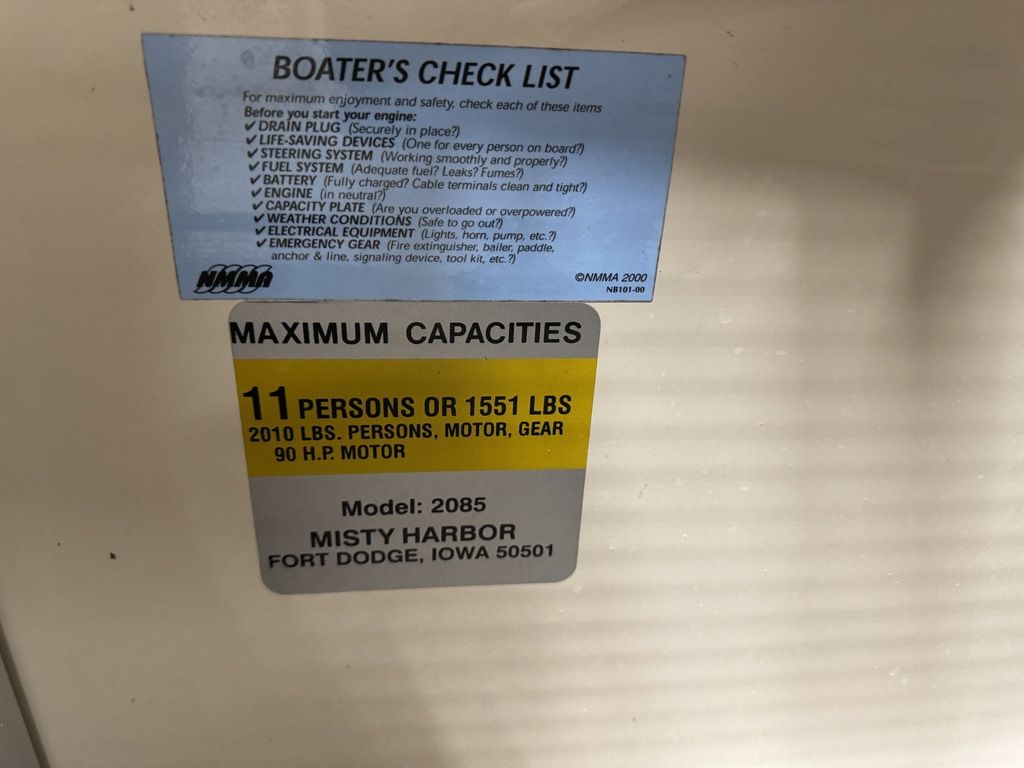 BOATER'S CHECK LIST
For maximum enjoyment and safety, check each of these items
Before you start your engine:
✔ DRAIN PLUG (Securely in place?)
✔ LIFE-SAVING DEVICES (One for every person on board?)
✔ STEERING SYSTEM (Working smoothly and properly?)
✔ FUEL SYSTEM (Adequate fuel? Leaks? Fumes?)
✔ BATTERY (Fully charged? Cable terminals clean and tight?)
✔ ENGINE (in neutral?)
✔ CAPACITY PLATE (Are you overloaded or overpowered?)
✔ WEATHER CONDITIONS (Safe to go out?)
✔ ELECTRICAL EQUIPMENT (Lights, horn, pump, etc.?)
✔ EMERGENCY GEAR (Fire extinguisher, bailer, paddle,
anchor & line, signaling device, tool kit, etc.?)
NMMA
©NMMA 2000
NB101-00
MAXIMUM CAPACITIES
11 PERSONS OR 1551 LBS
2010 LBS. PERSONS, MOTOR, GEAR
90 H.P. MOTOR
Model: 2085
MISTY HARBOR
FORT DODGE, IOWA 50501